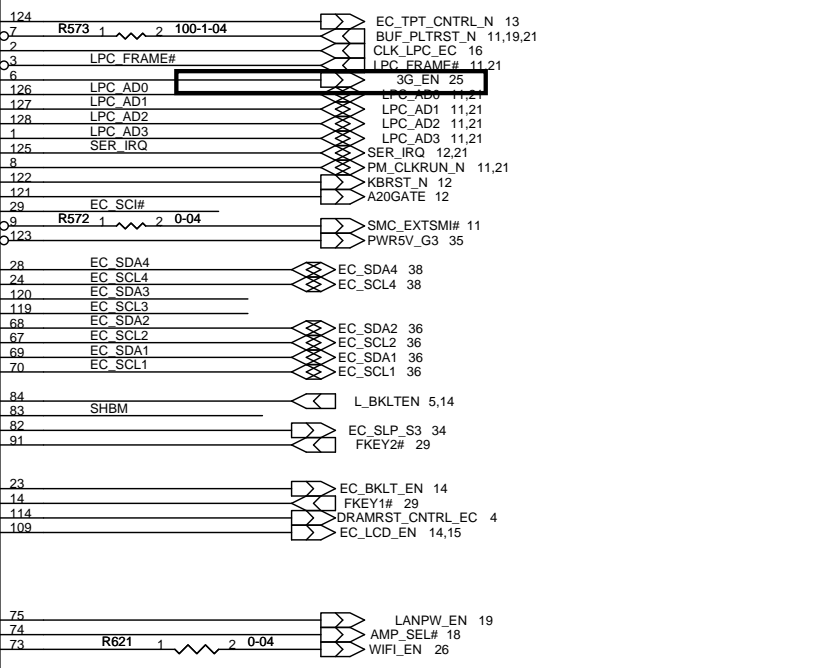 124 EC_TPT_CNTRL_N 13
7 R573 1 2 100-1-04 BUF_PLTRST_N 11,19,21
2 CLK_LPC_EC 16
3 LPC_FRAME# LPC_FRAME# 11,21
6 3G_EN 25
126 LPC_AD0 LPC_AD0 11,21
127 LPC_AD1 LPC_AD1 11,21
128 LPC_AD2 LPC_AD2 11,21
1 LPC_AD3 LPC_AD3 11,21
125 SER_IRQ SER_IRQ 12,21
8 PM_CLKRUN_N 11,21
122 KBRST_N 12
121 A20GATE 12
29 EC_SCI#
9 R572 1 2 0-04 SMC_EXTSMI# 11
123 PWR5V_G3 35
28 EC_SDA4 EC_SDA4 38
24 EC_SCL4 EC_SCL4 38
120 EC_SDA3
119 EC_SCL3
68 EC_SDA2 EC_SDA2 36
67 EC_SCL2 EC_SCL2 36
69 EC_SDA1 EC_SDA1 36
70 EC_SCL1 EC_SCL1 36
84 L_BKLTEN 5,14
83 SHBM
82 EC_SLP_S3 34
91 FKEY2# 29
23 EC_BKLT_EN 14
14 FKEY1# 29
114 DRAMRST_CNTRL_EC 4
109 EC_LCD_EN 14,15
75 LANPW_EN 19
74 AMP_SEL# 18
73 R621 1 2 0-04 WIFI_EN 26